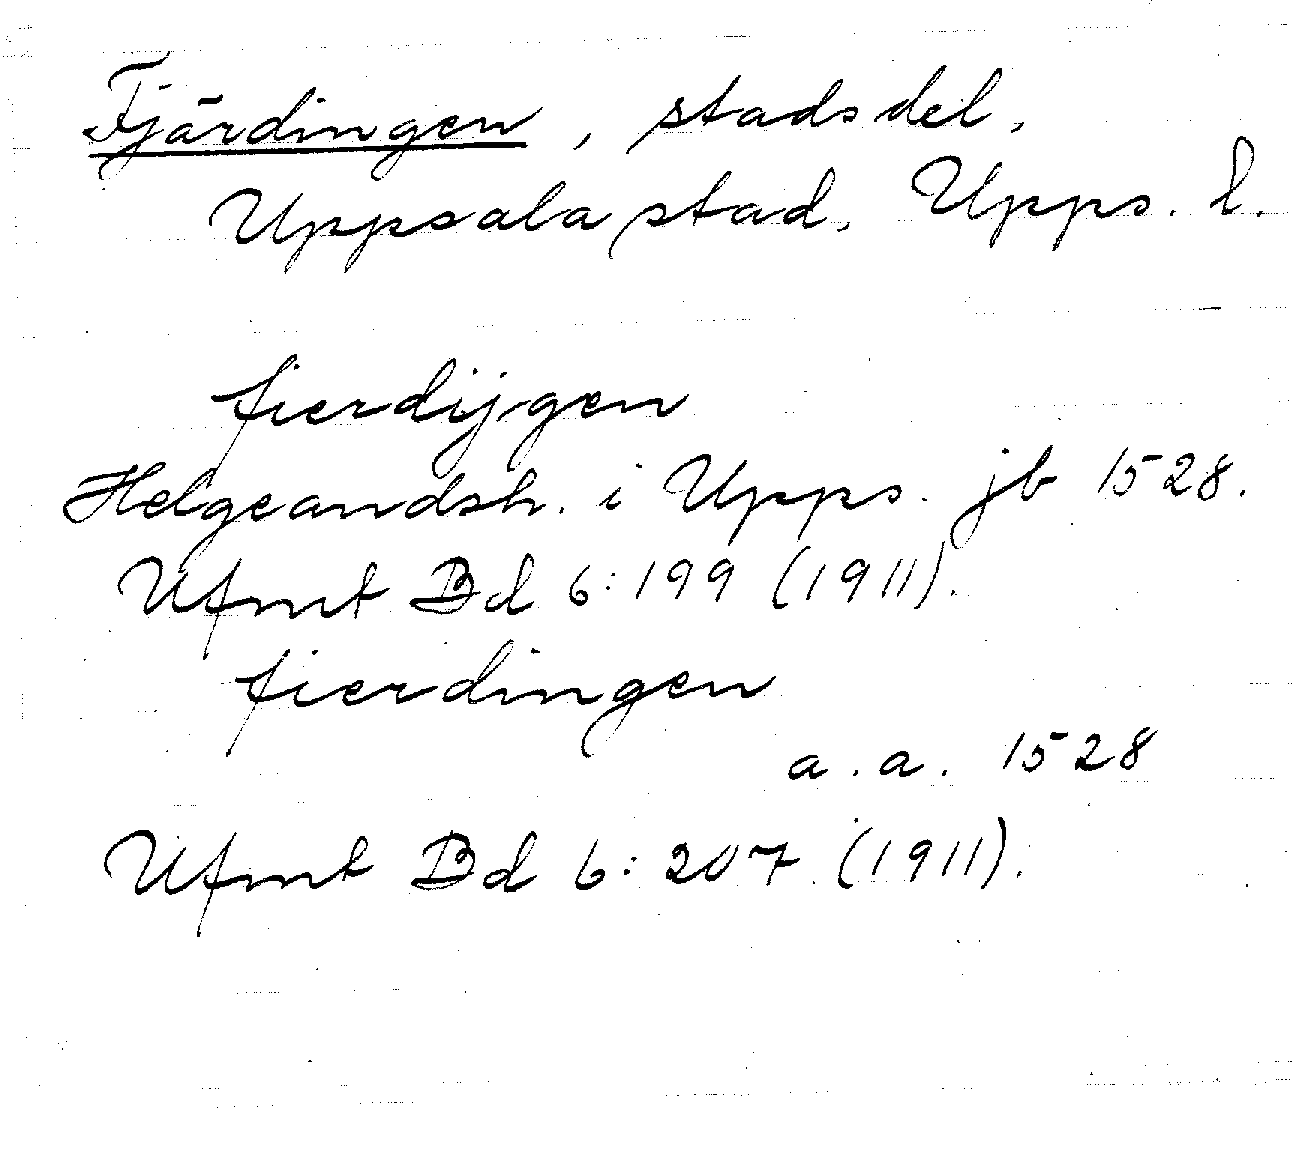 Fjärdingen, stadsdel,
Uppsala stad, Upps. l.
fierdijgen
Helgeandsh. i Upps. jb 1528.
Ufmt Bd 6:199 (1911).
fierdingen
a.a. 1528
Ufmt Bd 6:207 (1911).